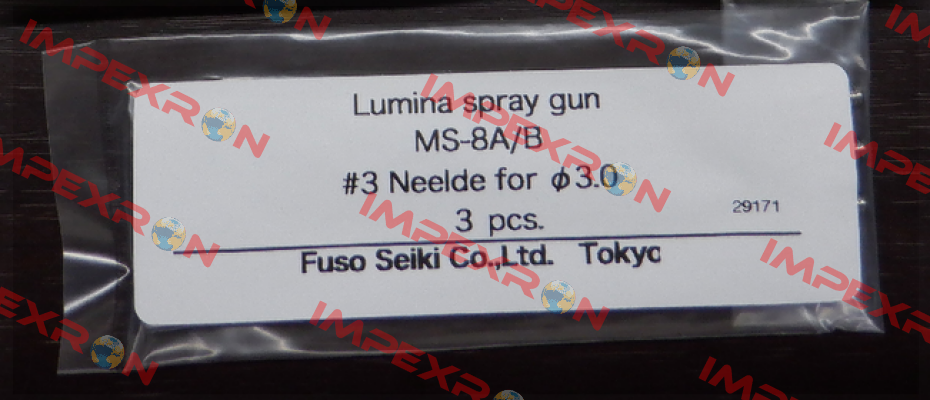 Lumina spray gun
MS-8A/B
#3 Neelde for φ3.0
3 pcs.
29171
Fuso Seiki Co.,Ltd. Tokyo
IMPEXRON